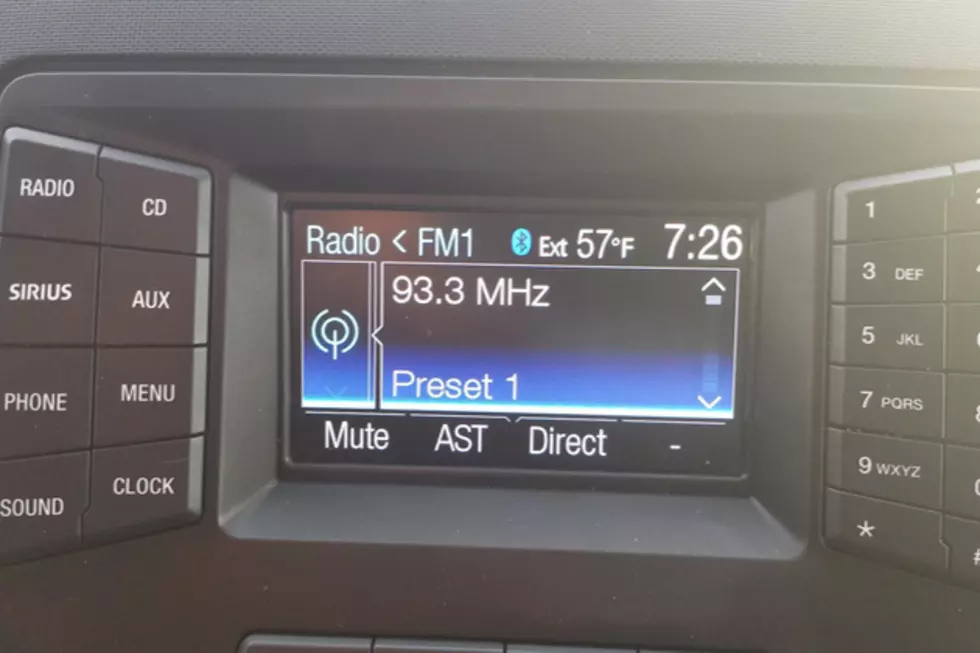 RADIO
CD
SIRIUS
AUX
PHONE
MENU
SOUND
CLOCK
Radio < FM1 Ext 57°F 7:26
93.3 MHz
Preset 1
Mute AST Direct -
1
3 DEF
5 JKL
7 PQRS
9 WXYZ
*